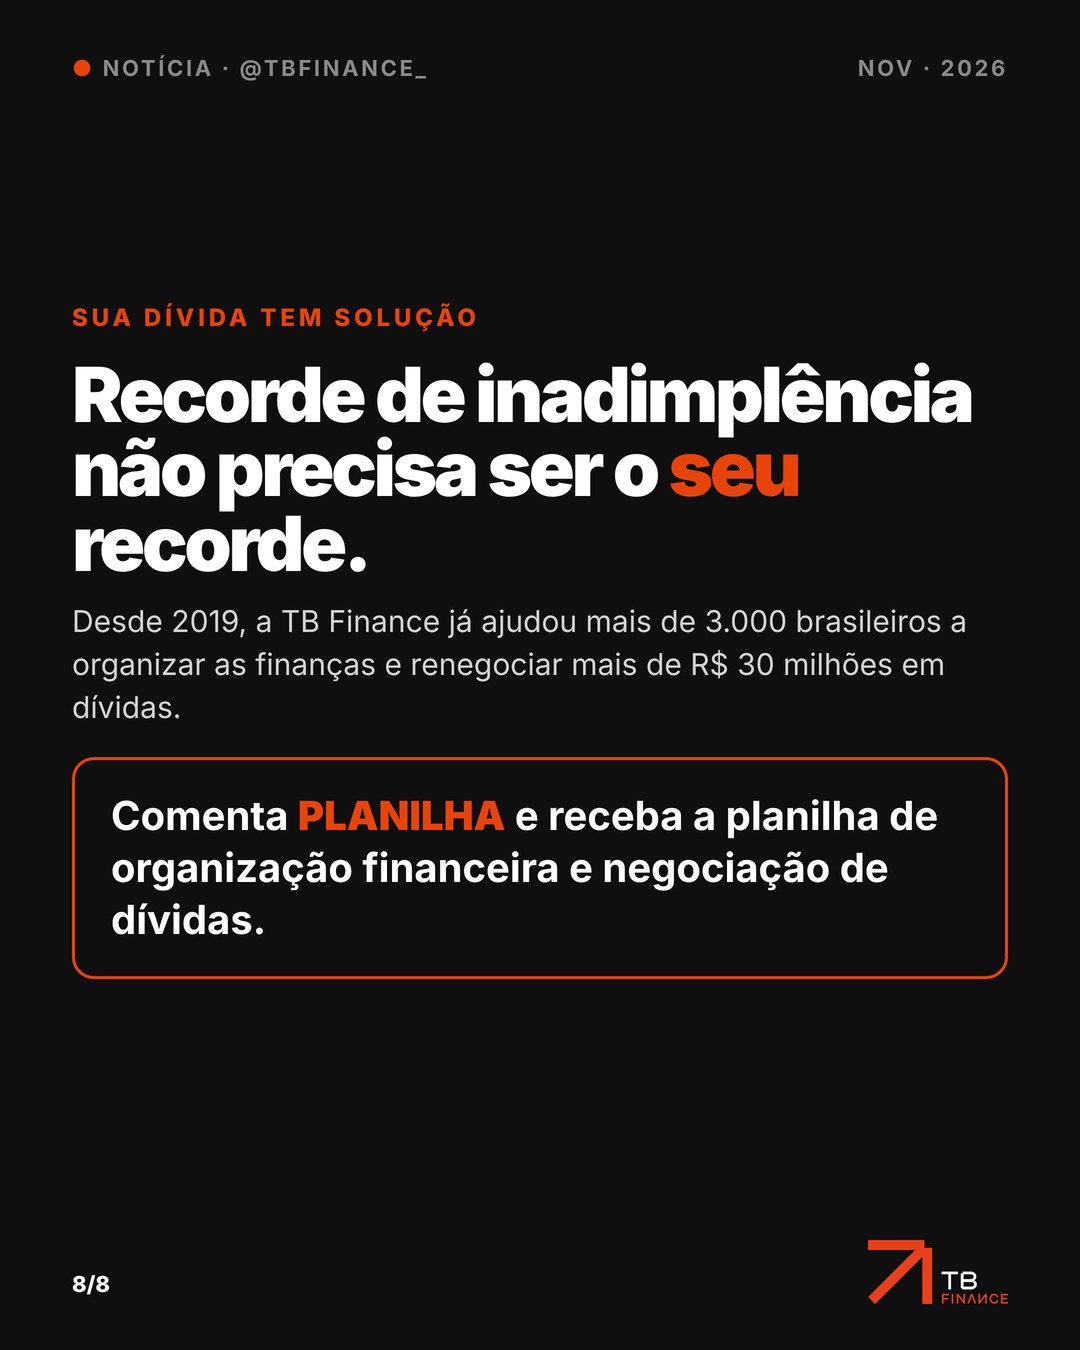 NOTÍCIA · @TBFINANCE_
NOV · 2026
SUA DÍVIDA TEM SOLUÇÃO
Recorde de inadimplência
não precisa ser o seu
recorde.
Desde 2019, a TB Finance já ajudou mais de 3.000 brasileiros a
organizar as finanças e renegociar mais de R$ 30 milhões em
dívidas.
Comenta PLANILHA e receba a planilha de
organização financeira e negociação de
dívidas.
8/8
TB
FINANCE